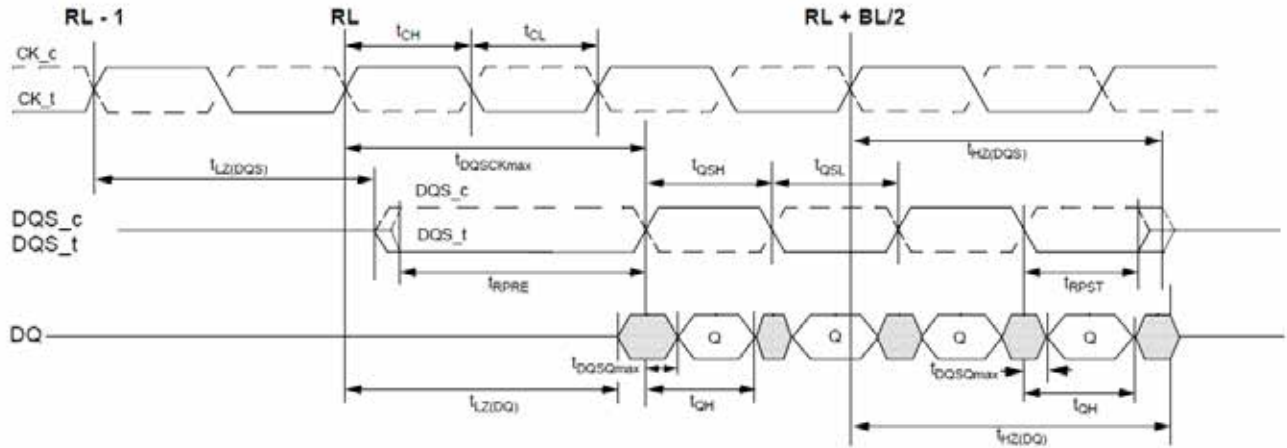 RL - 1 RL RL + BL/2
tCH tCL
CK_c
CK_t
tLZ(DQS) tDQSCKmax tQSH tQSL tHZ(DQS)
DQS_c
DQS_c
DQS_t
DQS_t
tRPRE tRPST
DQ Q Q Q Q
tDQSQmax tDQSQmax
tLZ(DQ) tQH tQH
tHZ(DQ)